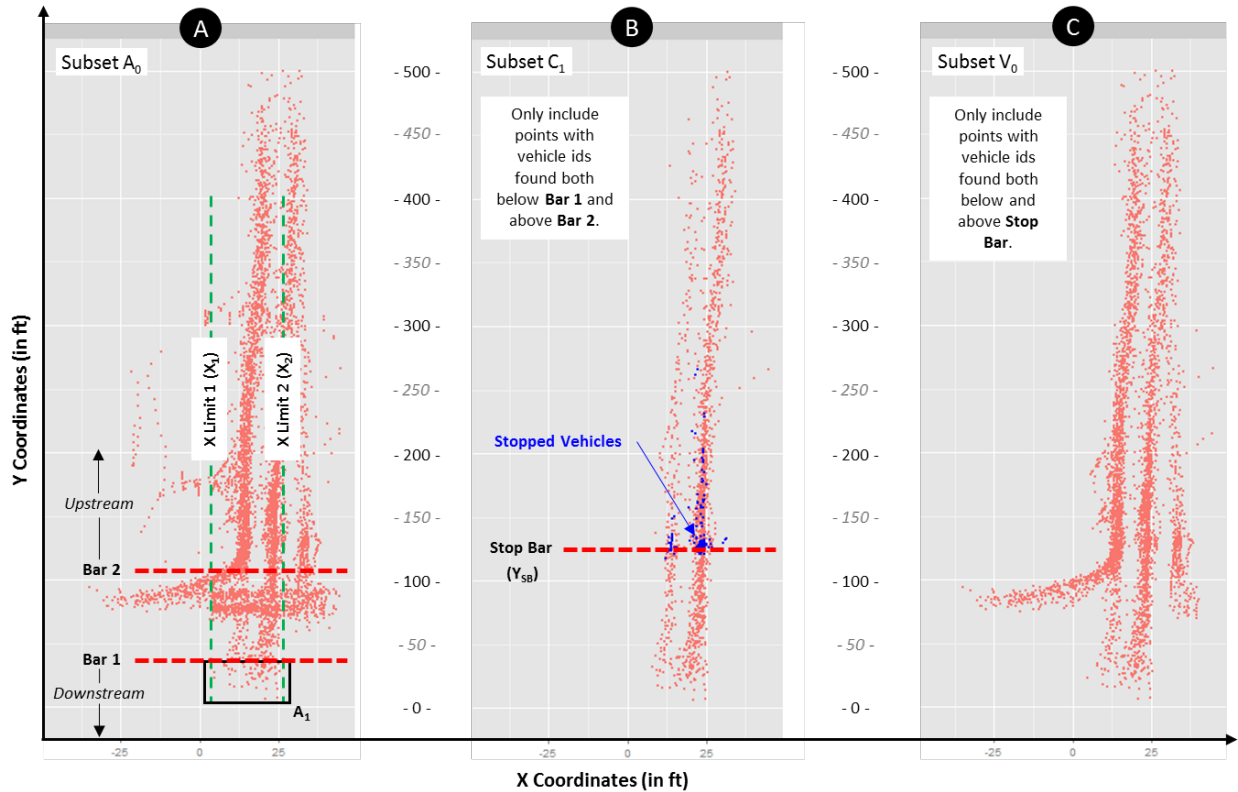 A
B
C
Subset A0
Subset C1
Subset V0
Only include
points with
vehicle ids
found both
below Bar 1 and
above Bar 2.
Only include
points with
vehicle ids
found both
below and
above Stop
Bar.
- 500 -
- 450 -
- 400 -
- 350 -
- 300 -
- 250 -
- 200 -
- 150 -
- 100 -
- 50 -
- 0 -
- 500 -
- 450 -
- 400 -
- 350 -
- 300 -
- 250 -
- 200 -
- 150 -
- 100 -
- 50 -
- 0 -
Y Coordinates (in ft)
X Limit 1 (X1)
X Limit 2 (X2)
Upstream
Bar 2
Bar 1
Downstream
A1
Stopped Vehicles
Stop Bar
(YSB)
-25 0 25
-25 0 25
-25 0 25
X Coordinates (in ft)